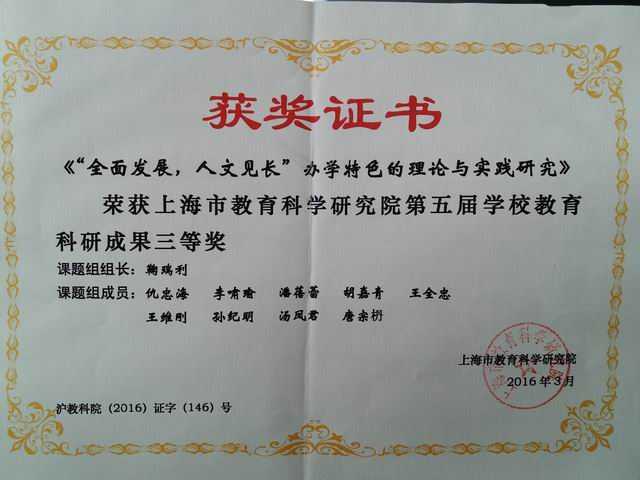 获奖证书
《“全面发展，人文见长”办学特色的理论与实践研究》
荣获上海市教育科学研究院第五届学校教育
科研成果三等奖
课题组组长：鞠瑞利
课题组成员：仇忠海 李啸瑜 潘蓓蕾 胡嘉青 王全忠
王维刚 孙纪明 汤凤君 唐宗枬
上海市教育科学研究院
2016年3月
沪教科院（2016）证字（146）号